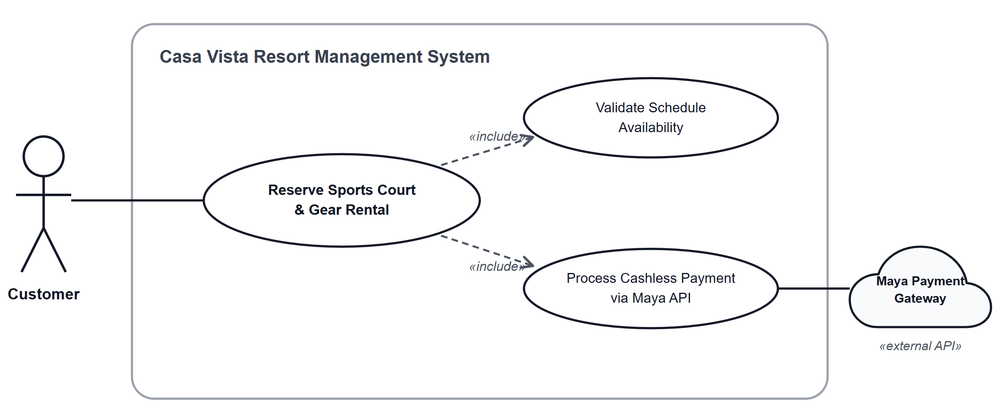 Casa Vista Resort Management System
Validate Schedule
Availability
«include»
Reserve Sports Court
& Gear Rental
«include»
Process Cashless Payment
via Maya API
Customer
Maya Payment
Gateway
«external API»